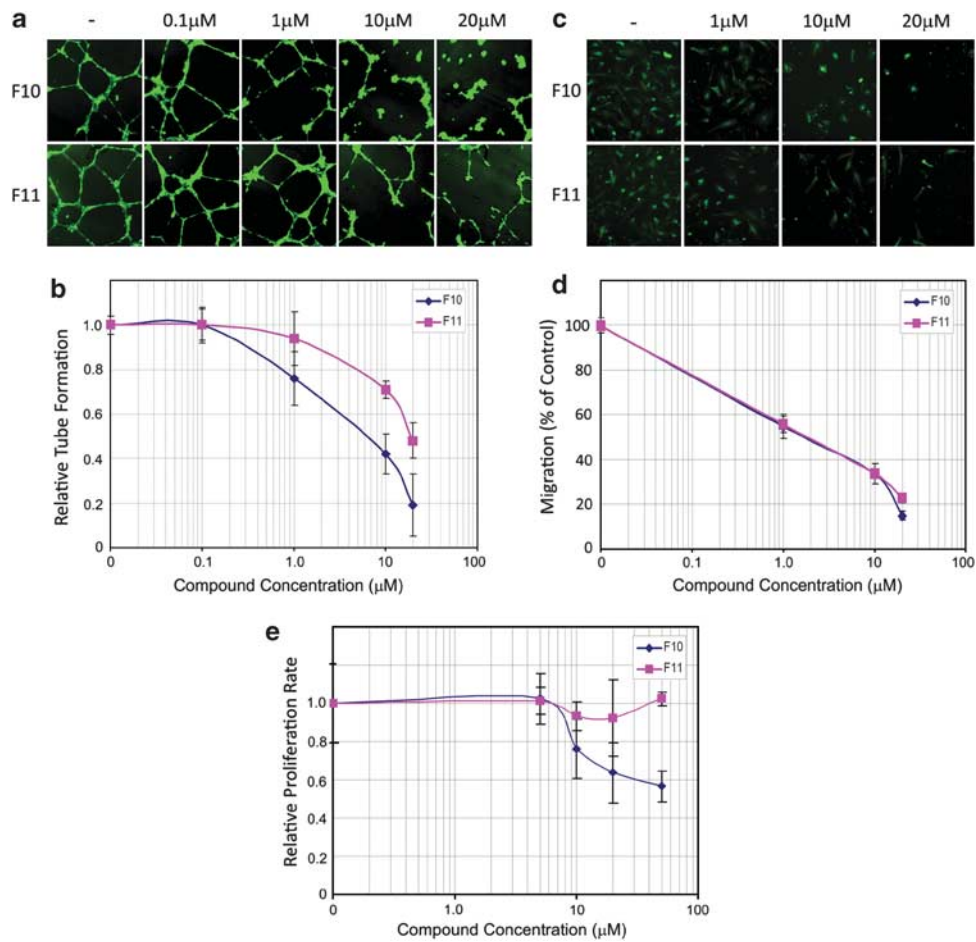 a - 0.1μM 1μM 10μM 20μM
F10
F11
c - 1μM 10μM 20μM
F10
F11
b
F10
F11
Relative Tube Formation
1.0
0.8
0.6
0.4
0.2
0
0 0.1 1.0 10 100
Compound Concentration (μM)
d
F10
F11
Migration (% of Control)
100
80
60
40
20
0
0 0.1 1.0 10 100
Compound Concentration (μM)
e
F10
F11
Relative Proliferation Rate
1.0
0.8
0.6
0.4
0.2
0
0 1.0 10 100
Compound Concentration (μM)